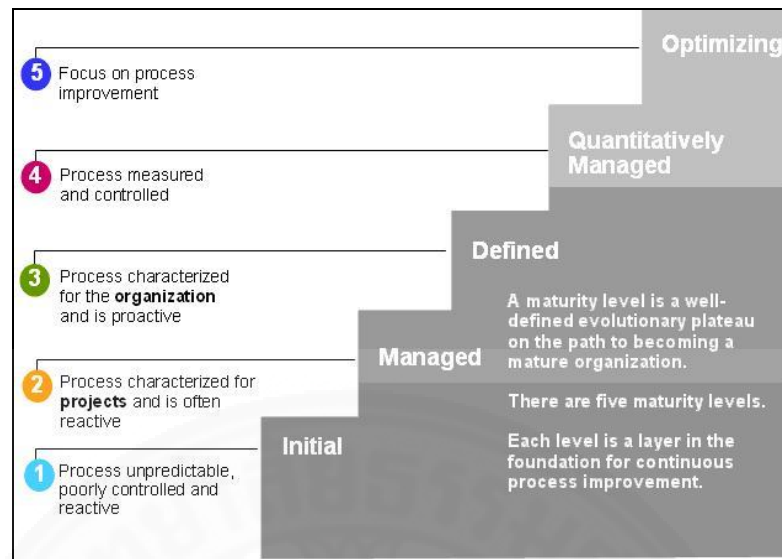 Optimizing
5
Focus on process
improvement
Quantitatively
Managed
4
Process measured
and controlled
Defined
3
Process characterized
for the organization
and is proactive
A maturity level is a well-
defined evolutionary plateau
on the path to becoming a
mature organization.
There are five maturity levels.
Each level is a layer in the
foundation for continuous
process improvement.
Managed
2
Process characterized for
projects and is often
reactive
Initial
1
Process unpredictable,
poorly controlled and
reactive